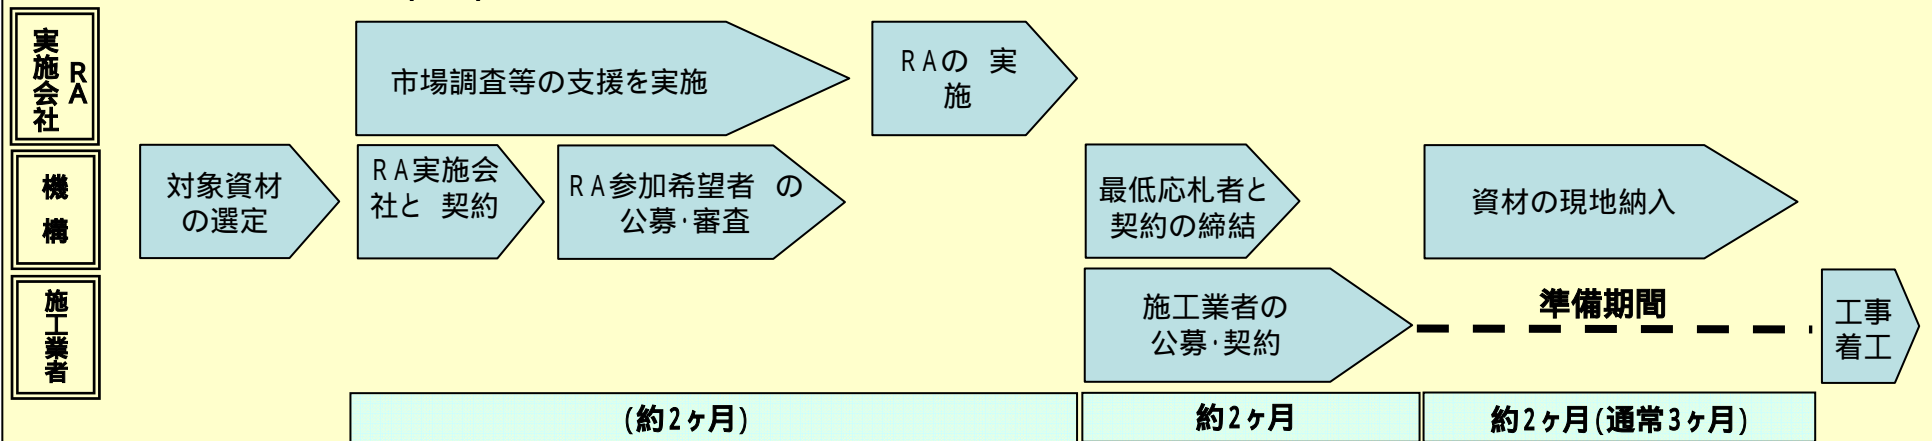 RA
実施会社
市場調査等の支援を実施
RAの 実
施
機構
対象資材
の選定
RA実施会
社と 契約
RA参加希望者 の
公募・審査
最低応札者と
契約の締結
資材の現地納入
施工業者
施工業者の
公募・契約
準備期間
工事
着工
(約2ヶ月)
約2ヶ月
約2ヶ月(通常3ヶ月)